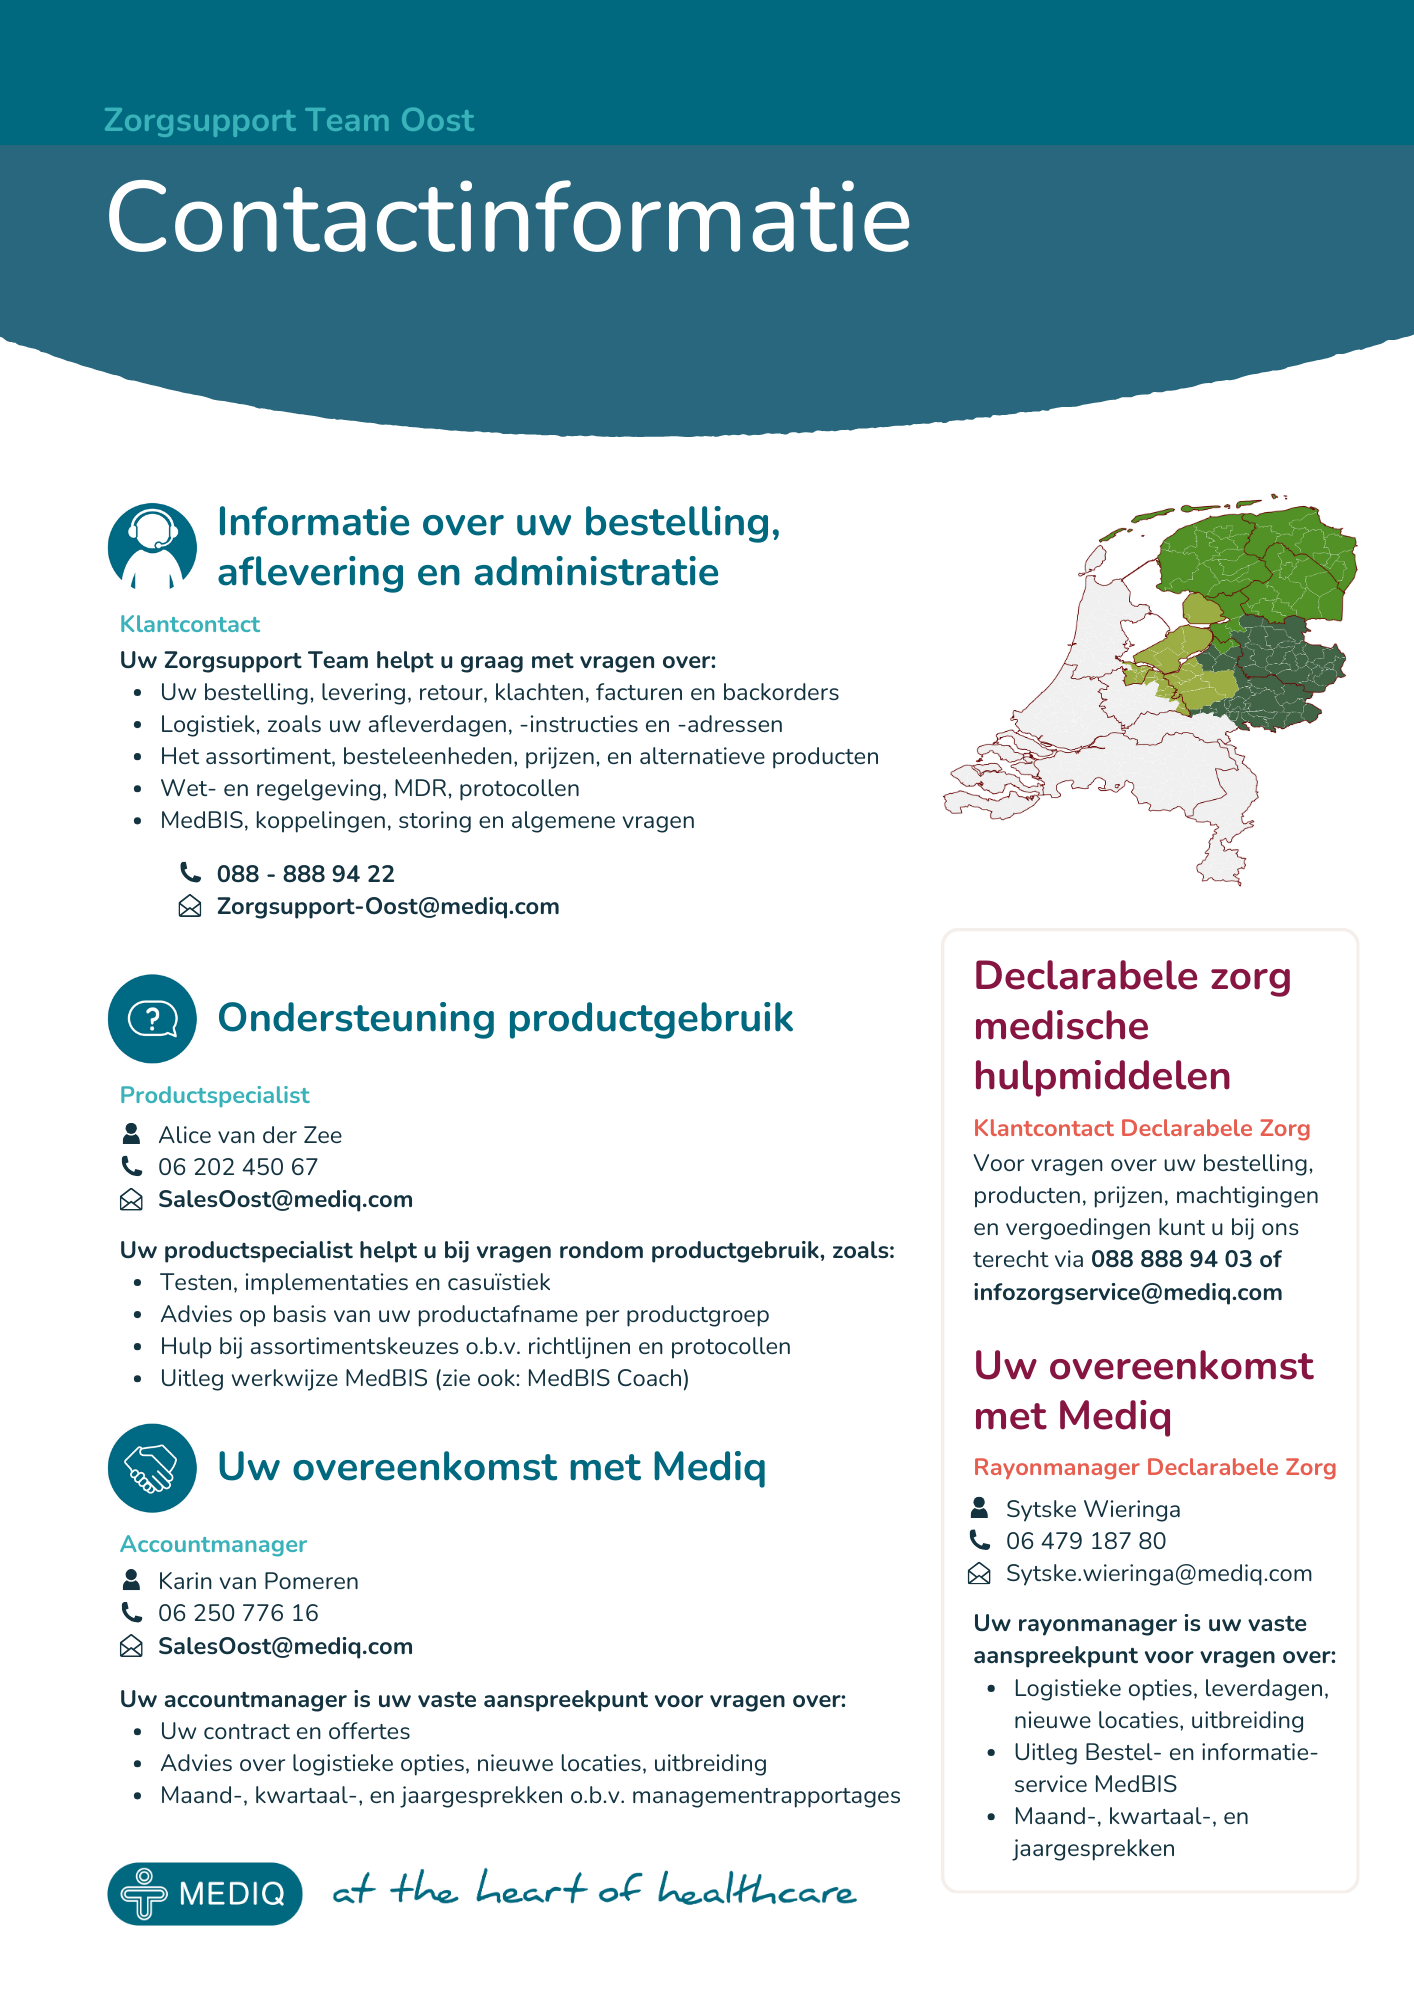 Zorgsupport Team Oost
Contactinformatie
Informatie over uw bestelling,
aflevering en administratie
Klantcontact
Uw Zorgsupport Team helpt u graag met vragen over:
• Uw bestelling, levering, retour, klachten, facturen en backorders
• Logistiek, zoals uw afleverdagen, -instructies en -adressen
• Het assortiment, besteleenheden, prijzen, en alternatieve producten
• Wet- en regelgeving, MDR, protocollen
• MedBIS, koppelingen, storing en algemene vragen
088 - 888 94 22
Zorgsupport-Oost@mediq.com
Ondersteuning productgebruik
Productspecialist
Alice van der Zee
06 202 450 67
SalesOost@mediq.com
Uw productspecialist helpt u bij vragen rondom productgebruik, zoals:
• Testen, implementaties en casuïstiek
• Advies op basis van uw productafname per productgroep
• Hulp bij assortimentskeuzes o.b.v. richtlijnen en protocollen
• Uitleg werkwijze MedBIS (zie ook: MedBIS Coach)
Uw overeenkomst met Mediq
Accountmanager
Karin van Pomeren
06 250 776 16
SalesOost@mediq.com
Uw accountmanager is uw vaste aanspreekpunt voor vragen over:
• Uw contract en offertes
• Advies over logistieke opties, nieuwe locaties, uitbreiding
• Maand-, kwartaal-, en jaargesprekken o.b.v. managementrapportages
MEDIQ
at the heart of healthcare
Declarabele zorg
medische
hulpmiddelen
Klantcontact Declarabele Zorg
Voor vragen over uw bestelling,
producten, prijzen, machtigingen
en vergoedingen kunt u bij ons
terecht via 088 888 94 03 of
infozorgservice@mediq.com
Uw overeenkomst
met Mediq
Rayonmanager Declarabele Zorg
Sytske Wieringa
06 479 187 80
Sytske.wieringa@mediq.com
Uw rayonmanager is uw vaste
aanspreekpunt voor vragen over:
• Logistieke opties, leverdagen,
nieuwe locaties, uitbreiding
• Uitleg Bestel- en informatie-
service MedBIS
• Maand-, kwartaal-, en
jaargesprekken